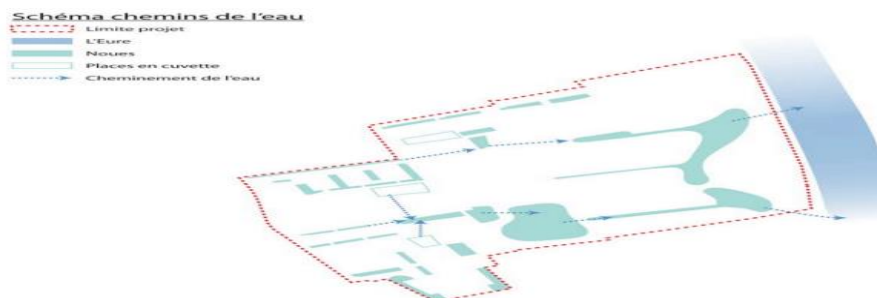 Schéma chemins de l'eau
Limite projet
L'Eure
Noues
Places en cuvette
Cheminement de l'eau